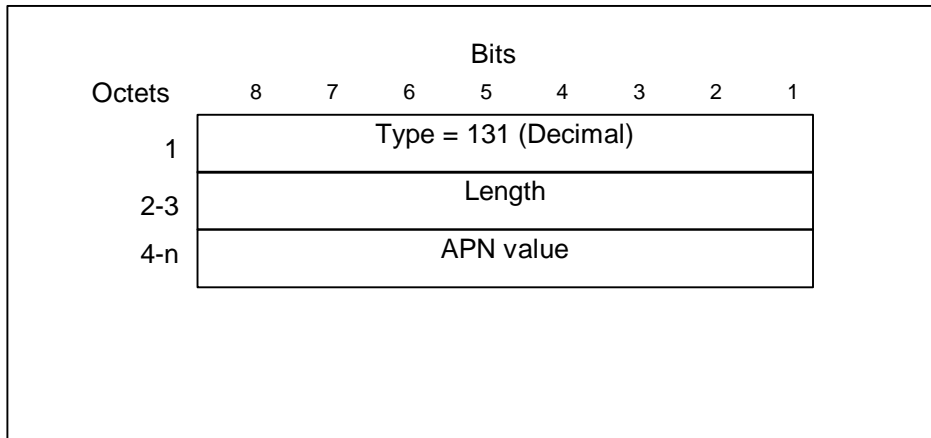 Bits
Octets 8 7 6 5 4 3 2 1
1 Type = 131 (Decimal)
2-3 Length
4-n APN value